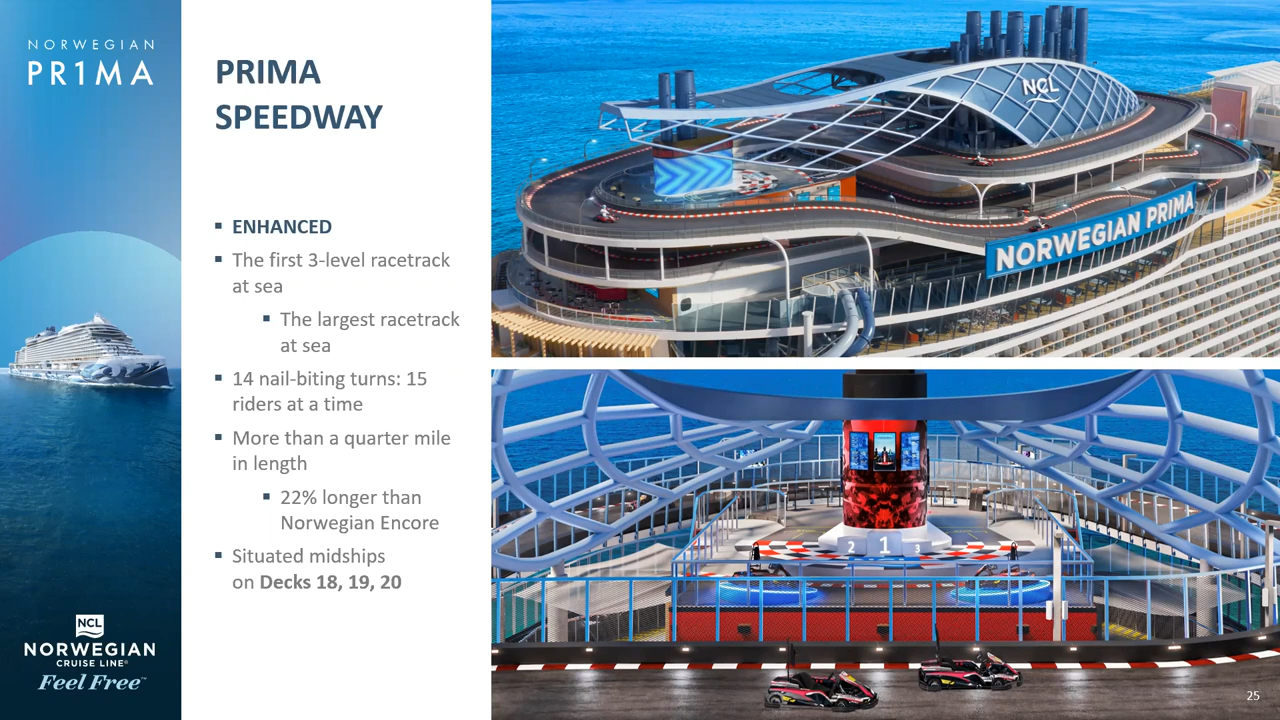 NORWEGIAN
PR1MA
PRIMA
SPEEDWAY
▪ ENHANCED
▪ The first 3-level racetrack
at sea
▪ The largest racetrack
at sea
▪ 14 nail-biting turns: 15
riders at a time
▪ More than a quarter mile
in length
▪ 22% longer than
Norwegian Encore
▪ Situated midships
on Decks 18, 19, 20
NCL
NORWEGIAN
CRUISE LINE®
Feel Free™
NCL
NORWEGIAN PRIMA
2 1 3
25